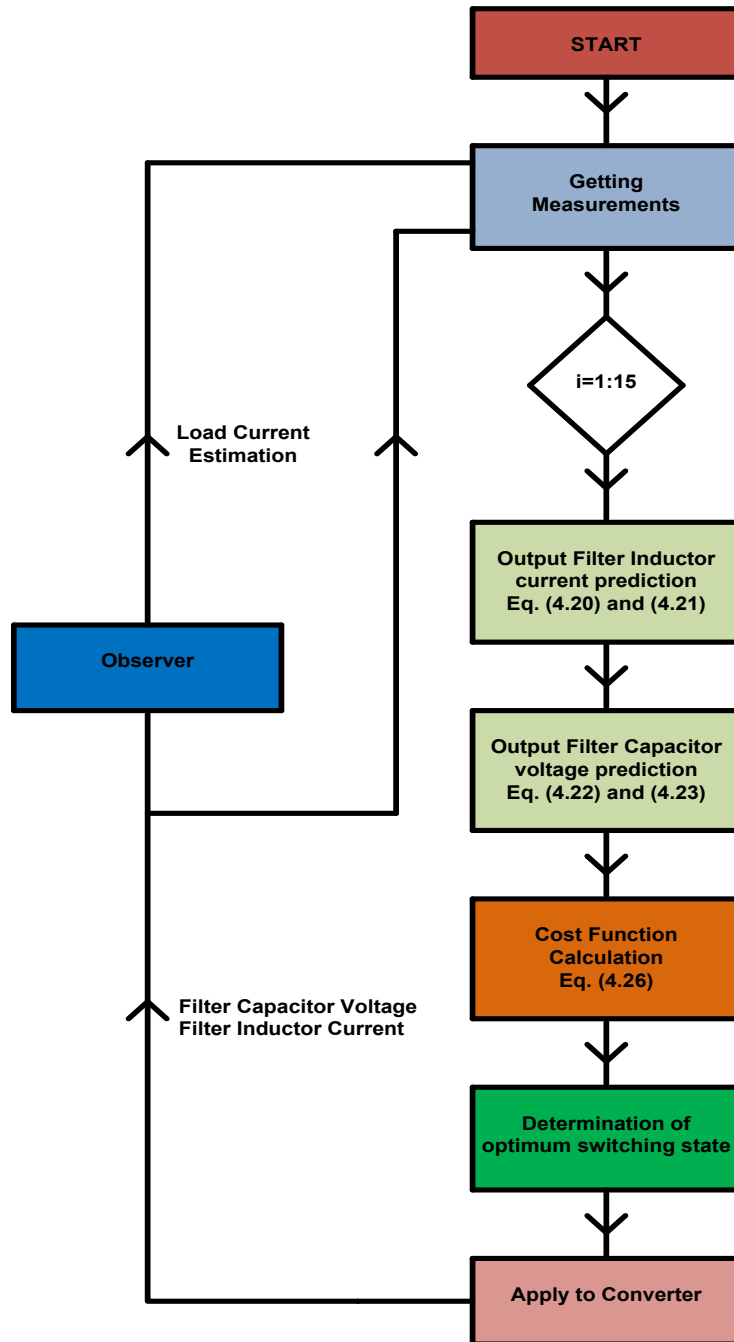 START
Getting
Measurements
i=1:15
Load Current
Estimation
Output Filter Inductor
current prediction
Eq. (4.20) and (4.21)
Observer
Output Filter Capacitor
voltage prediction
Eq. (4.22) and (4.23)
Cost Function
Calculation
Eq. (4.26)
Filter Capacitor Voltage
Filter Inductor Current
Determination of
optimum switching state
Apply to Converter